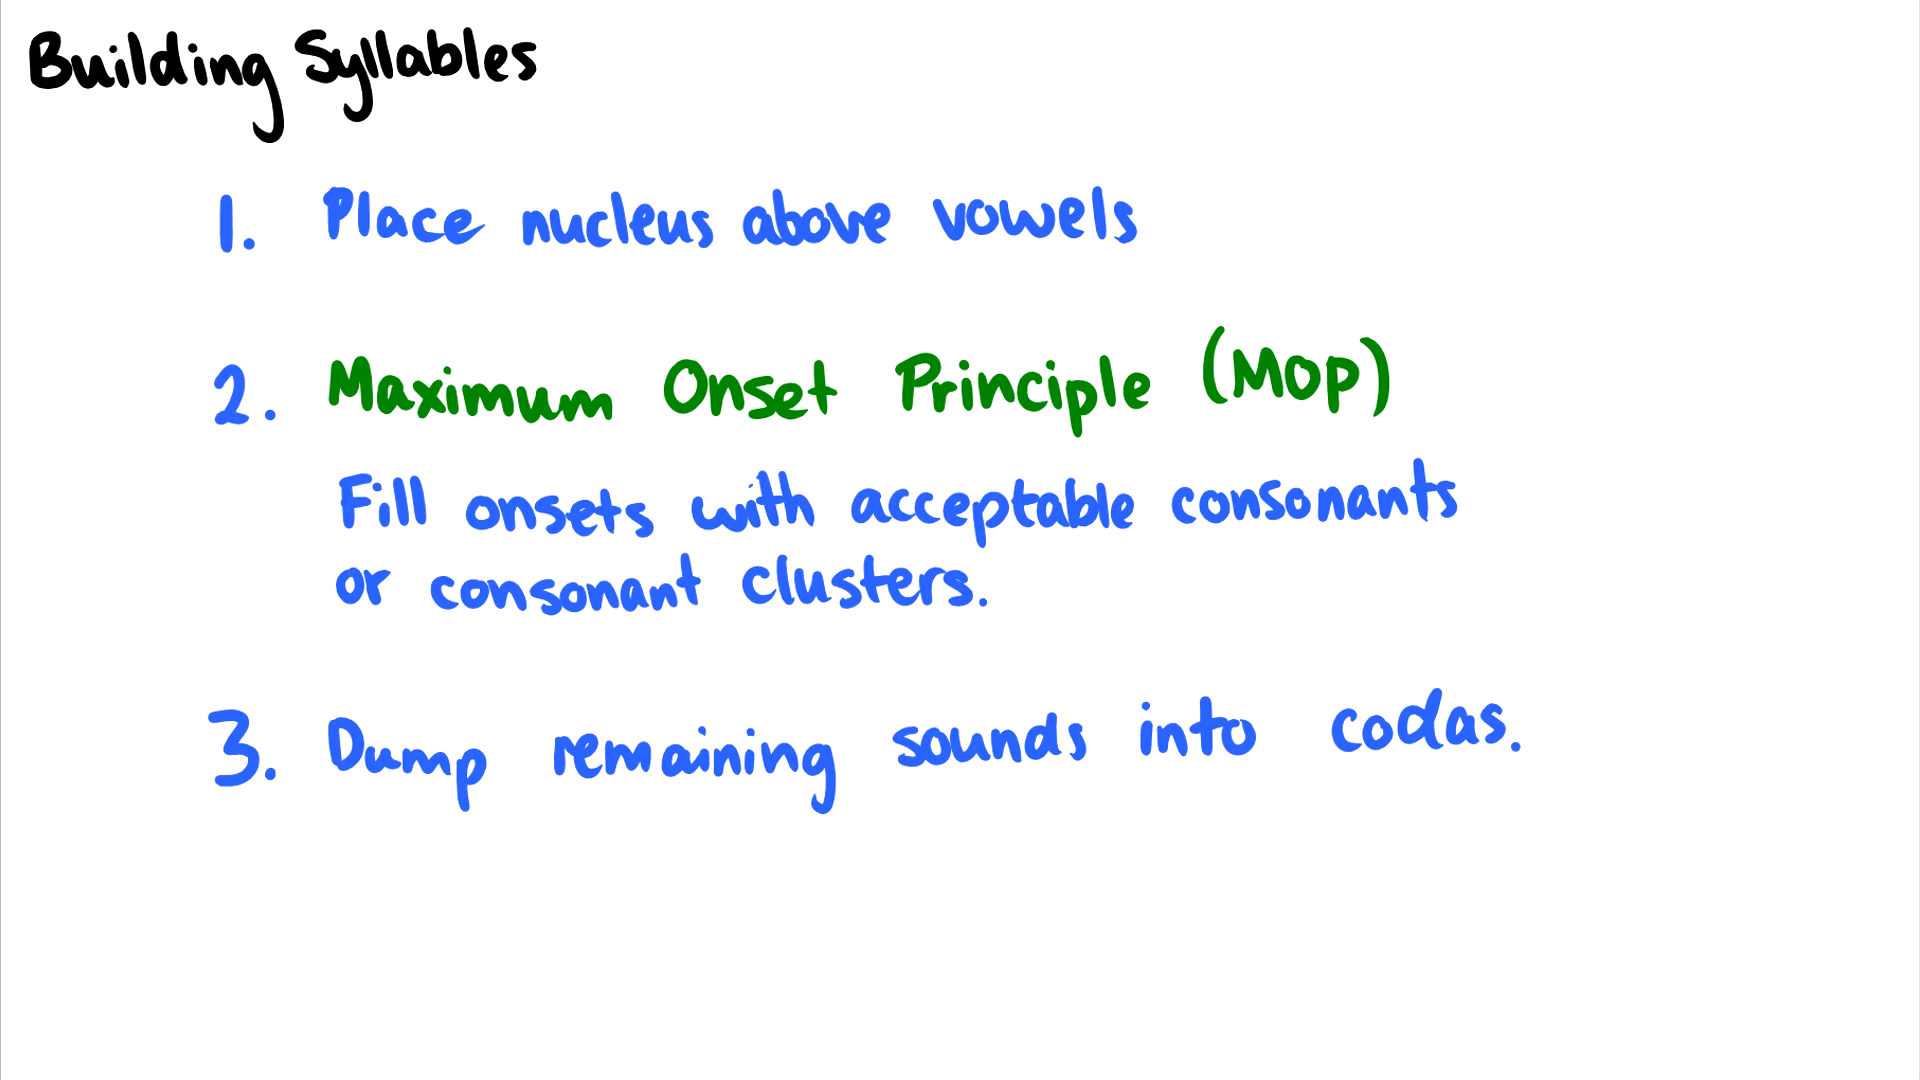 Building Syllables
1. Place nucleus above vowels
2. Maximum Onset Principle (MOP)
Fill onsets with acceptable consonants
or consonant clusters.
3. Dump remaining sounds into codas.